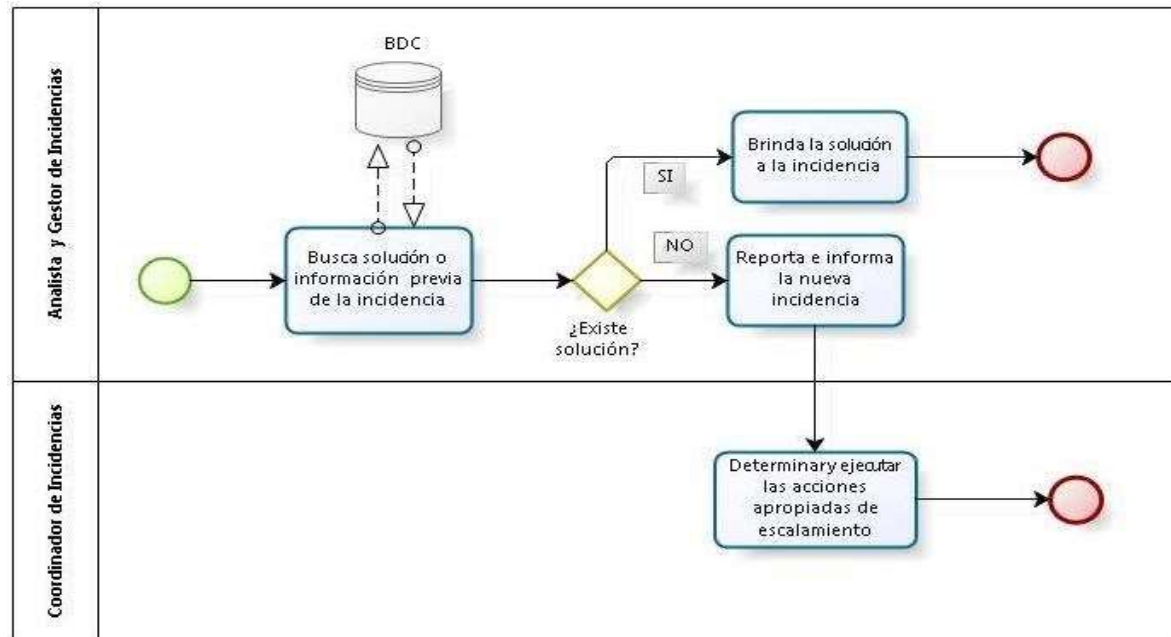 Analista y Gestor de Incidencias
BDC
Busca solución o
información previa
de la incidencia
¿Existe
solución?
SI
Brinda la solución
a la incidencia
NO
Reporta e informa
la nueva
incidencia
Coordinador de Incidencias
Determinar y ejecutar
las acciones
apropiadas de
escalamiento